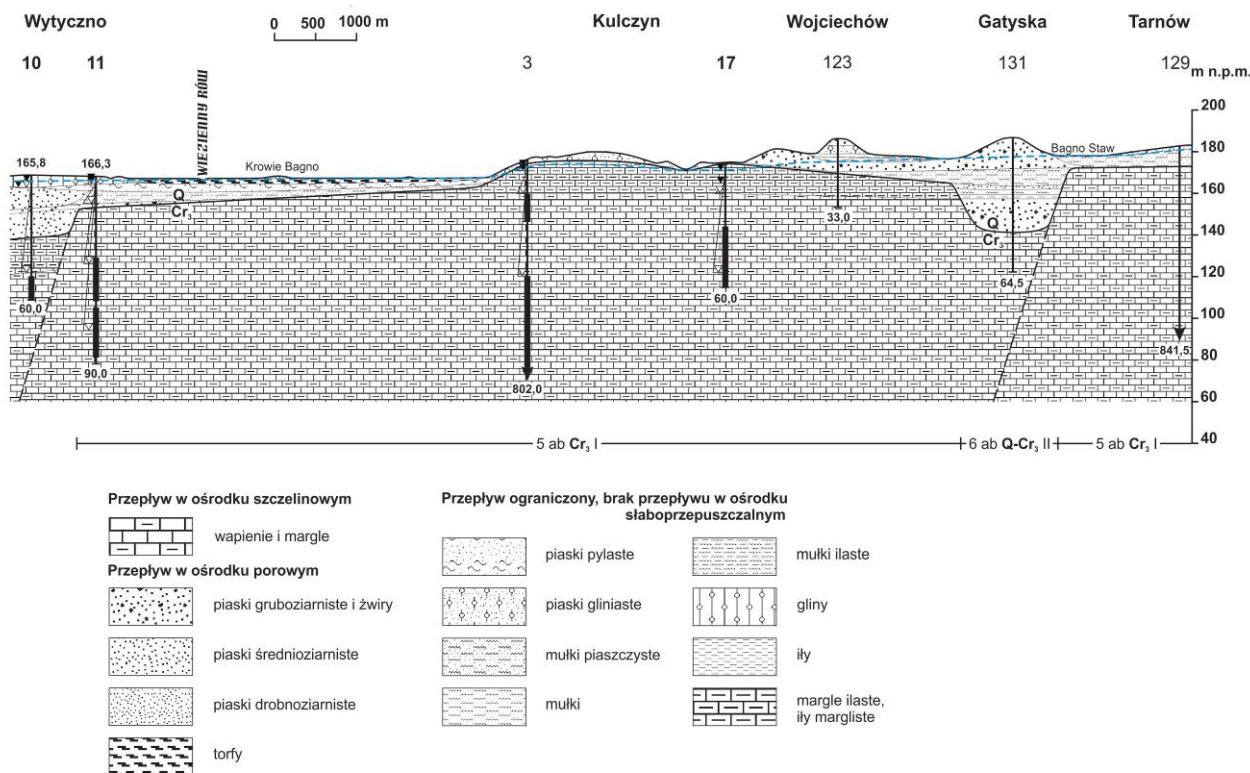 Wytyczno Kulczyn Wojciechów Gatyska Tarnów
0 500 1000 m
10 11 3 17 123 131 129 m n.p.m.
WIEZIENNY RÓW
165,8 166,3 Krowie Bagno Bagno Staw
200
180
160
140
120
100
80
60
40
Q
Cr₃
Q
Cr₃
33,0
64,5
60,0 60,0
841,5
90,0 802,0
5 ab Cr₃ I 6 ab Q-Cr₃ II 5 ab Cr₃ I
Przepływ w ośrodku szczelinowym
wapienie i margle
Przepływ w ośrodku porowym
piaski gruboziarniste i żwiry
piaski średnioziarniste
piaski drobnoziarniste
torfy
Przepływ ograniczony, brak przepływu w ośrodku
słaboprzepuszczalnym
piaski pylaste
piaski gliniaste
mułki piaszczyste
mułki
mułki ilaste
gliny
iły
margle ilaste,
iły margliste